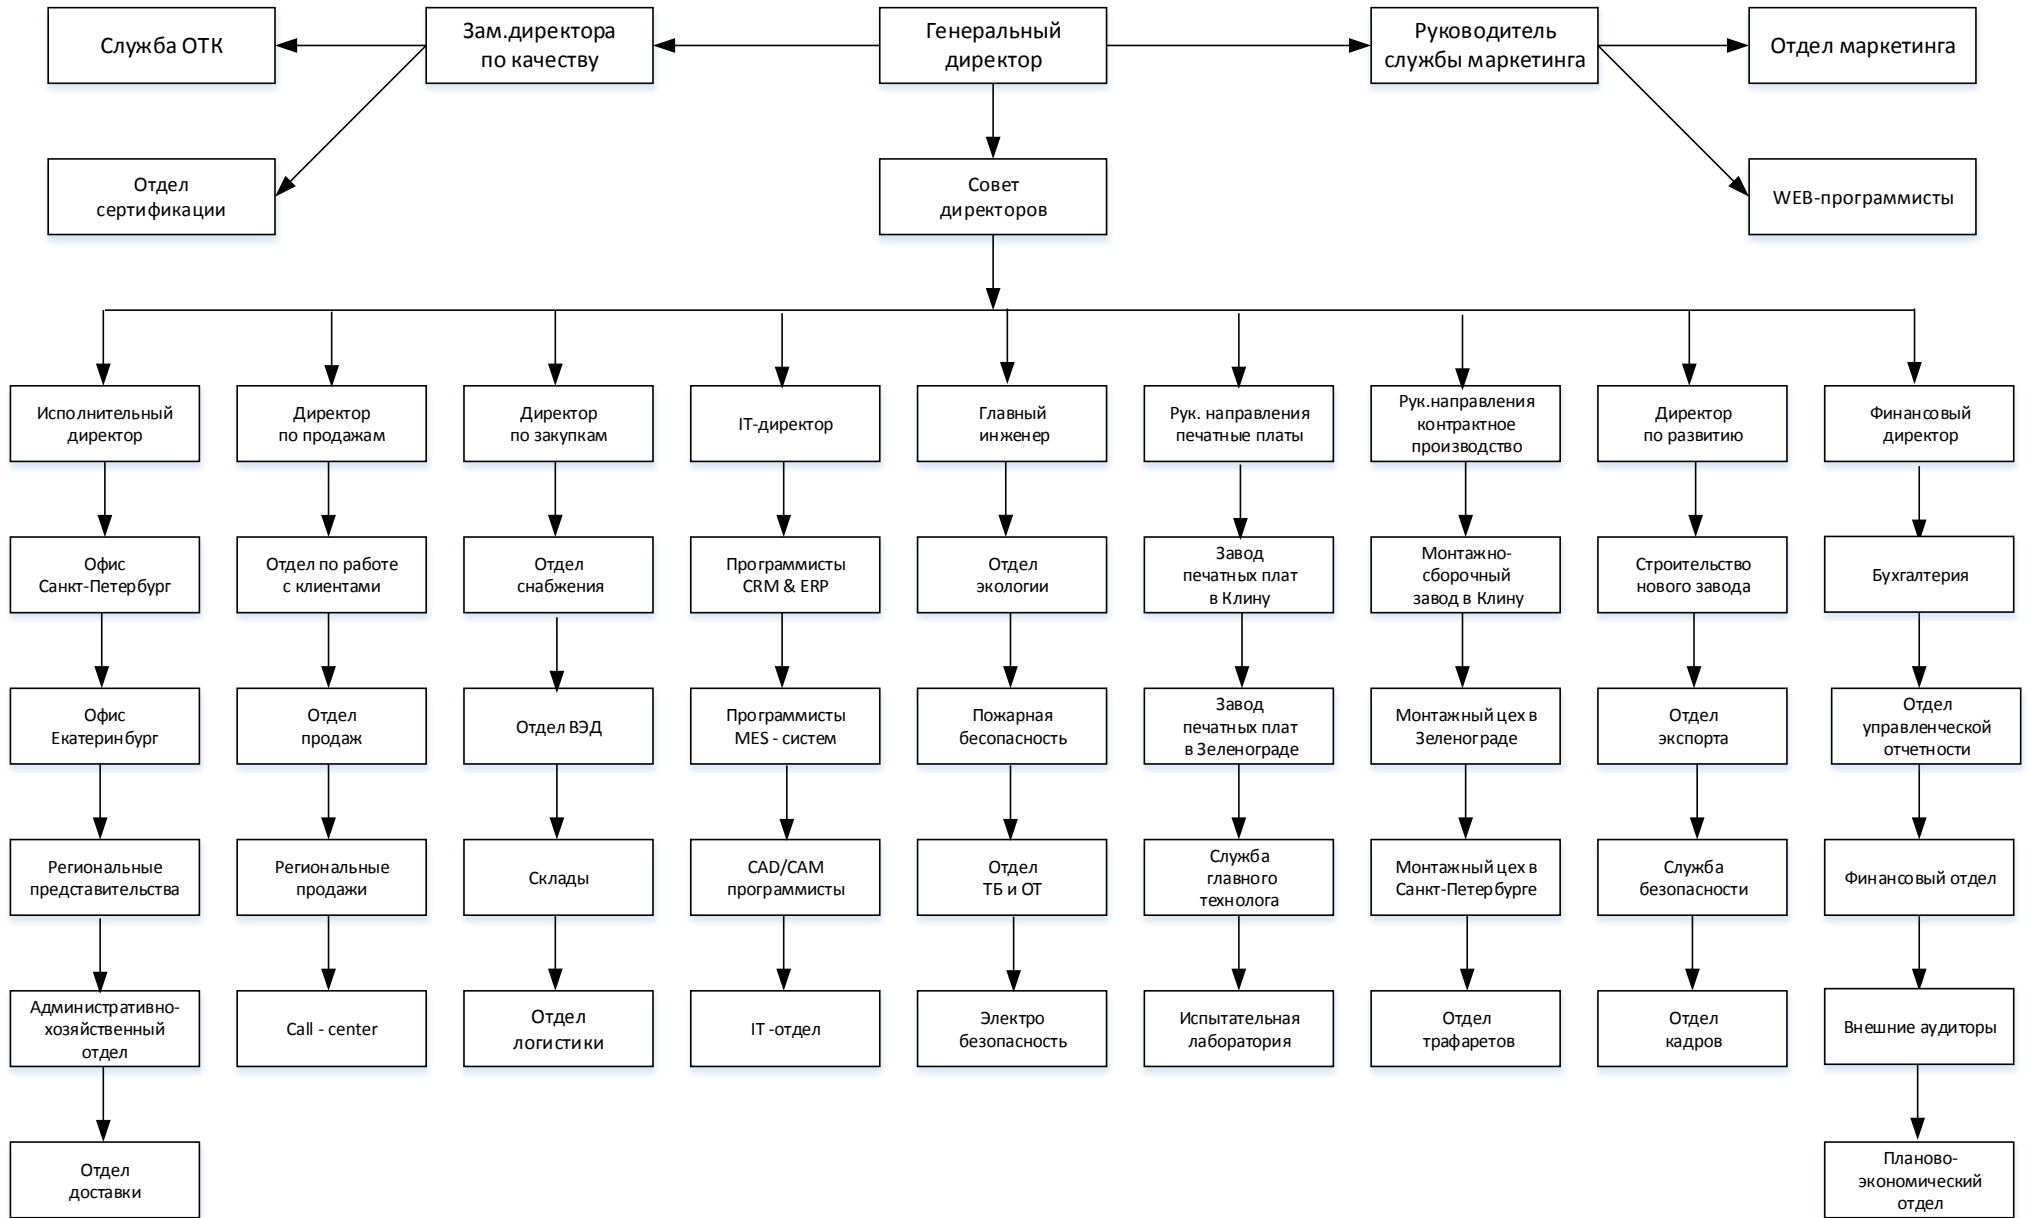 Служба ОТК
Зам.директора
по качеству
Генеральный
директор
Руководитель
службы маркетинга
Отдел маркетинга
Отдел
сертификации
Совет
директоров
WEB-программисты
Исполнительный
директор
Директор
по продажам
Директор
по закупкам
IT-директор
Главный
инженер
Рук. направления
печатные платы
Рук.направления
контрактное
производство
Директор
по развитию
Финансовый
директор
Офис
Санкт-Петербург
Отдел по работе
с клиентами
Отдел
снабжения
Программисты
CRM & ERP
Отдел
экологии
Завод
печатных плат
в Клину
Монтажно-
сборочный
завод в Клину
Строительство
нового завода
Бухгалтерия
Офис
Екатеринбург
Отдел
продаж
Отдел ВЭД
Программисты
MES - систем
Пожарная
бесопасность
Завод
печатных плат
в Зеленограде
Монтажный цех в
Зеленограде
Отдел
экспорта
Отдел
управленческой
отчетности
Региональные
представительства
Региональные
продажи
Склады
CAD/CAM
программисты
Отдел
ТБ и ОТ
Служба
главного
технолога
Монтажный цех в
Санкт-Петербурге
Служба
безопасности
Финансовый отдел
Административно-
хозяйственный
отдел
Call - center
Отдел
логистики
IT -отдел
Электро
безопасность
Испытательная
лаборатория
Отдел
трафаретов
Отдел
кадров
Внешние аудиторы
Отдел
доставки
Планово-
экономический
отдел